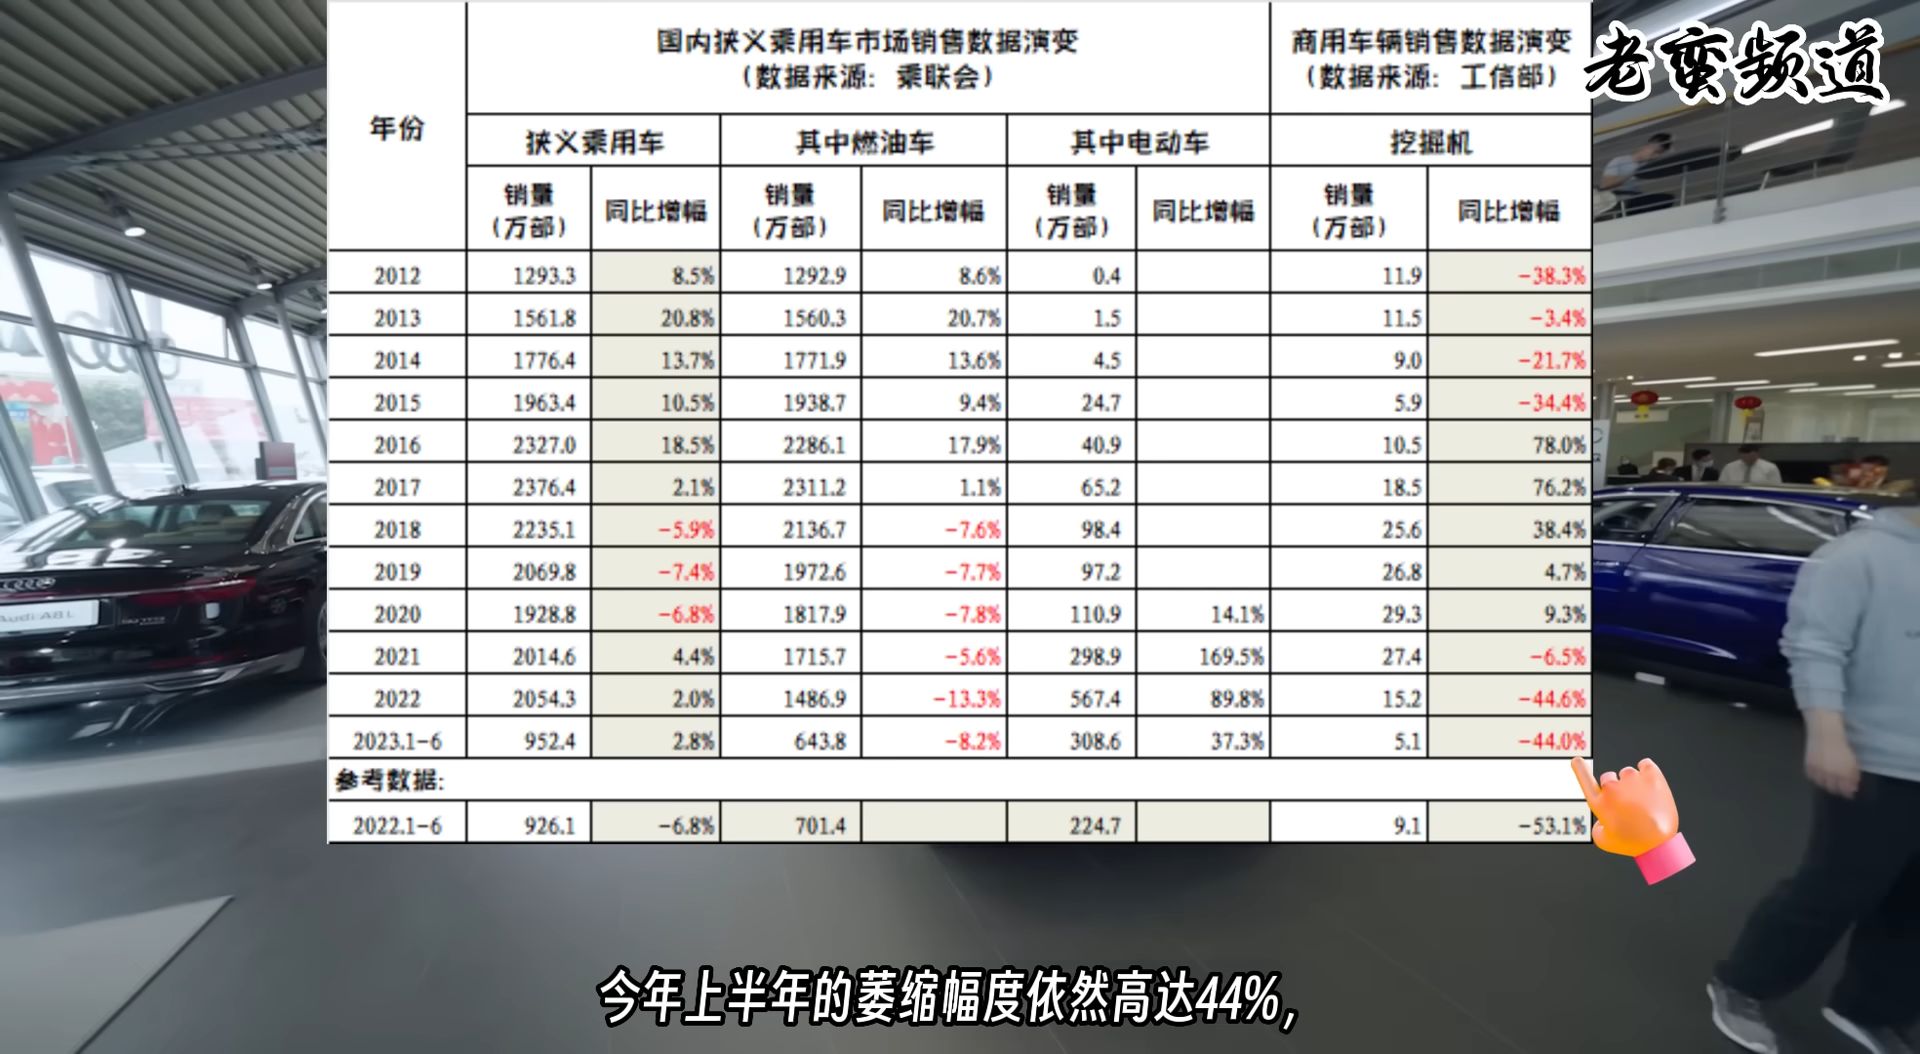 老蛮频道
年份
国内狭义乘用车市场销售数据演变
(数据来源：乘联会)
商用车辆销售数据演变
(数据来源：工信部)
狭义乘用车 其中燃油车 其中电动车 挖掘机
销量 同比增幅 销量 同比增幅 销量 同比增幅 销量 同比增幅
(万部) (万部) (万部) (万部)
2012 1293.3 8.5% 1292.9 8.6% 0.4 11.9 -38.3%
2013 1561.8 20.8% 1560.3 20.7% 1.5 11.5 -3.4%
2014 1776.4 13.7% 1771.9 13.6% 4.5 9.0 -21.7%
2015 1963.4 10.5% 1938.7 9.4% 24.7 5.9 -34.4%
2016 2327.0 18.5% 2286.1 17.9% 40.9 10.5 78.0%
2017 2376.4 2.1% 2311.2 1.1% 65.2 18.5 76.2%
2018 2235.1 -5.9% 2136.7 -7.6% 98.4 25.6 38.4%
2019 2069.8 -7.4% 1972.6 -7.7% 97.2 26.8 4.7%
2020 1928.8 -6.8% 1817.9 -7.8% 110.9 14.1% 29.3 9.3%
2021 2014.6 4.4% 1715.7 -5.6% 298.9 169.5% 27.4 -6.5%
2022 2054.3 2.0% 1486.9 -13.3% 567.4 89.8% 15.2 -44.6%
2023.1-6 952.4 2.8% 643.8 -8.2% 308.6 37.3% 5.1 -44.0%
参考数据:
2022.1-6 926.1 -6.8% 701.4 224.7 9.1 -53.1%
Audi A8L
今年上半年的萎缩幅度依然高达44%,